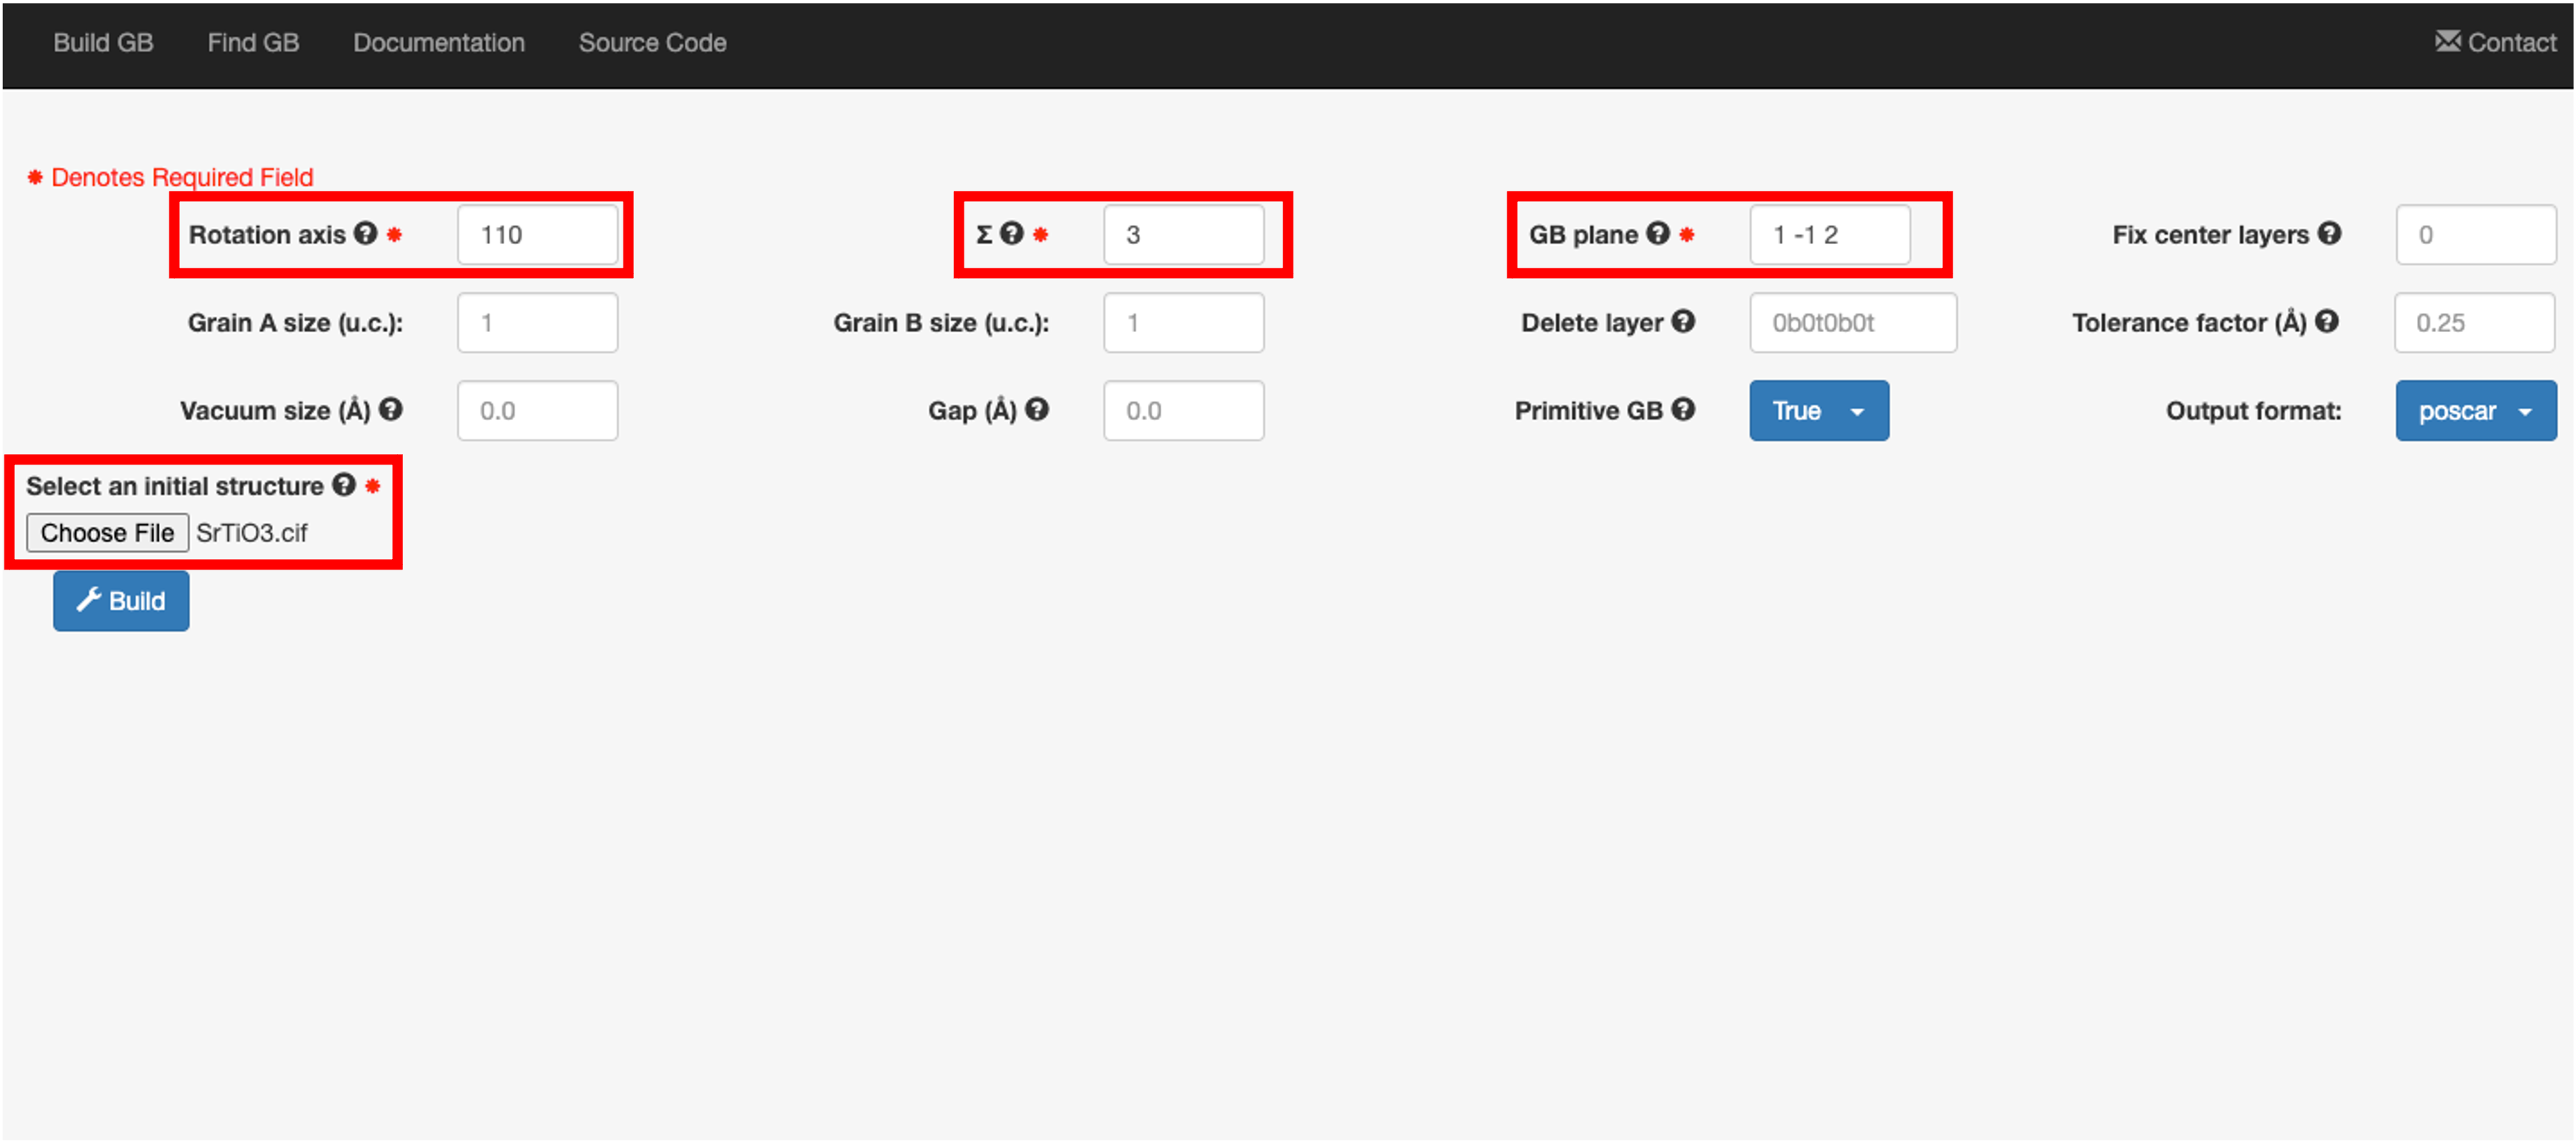 Build GB Find GB Documentation Source Code Contact
* Denotes Required Field
Rotation axis ? * 110 Σ ? * 3 GB plane ? * 1 -1 2 Fix center layers ? 0
Grain A size (u.c.): 1 Grain B size (u.c.): 1 Delete layer ? 0b0t0b0t Tolerance factor (Å) ? 0.25
Vacuum size (Å) ? 0.0 Gap (Å) ? 0.0 Primitive GB ? True Output format: poscar
Select an initial structure ? *
Choose File SrTiO3.cif
Build